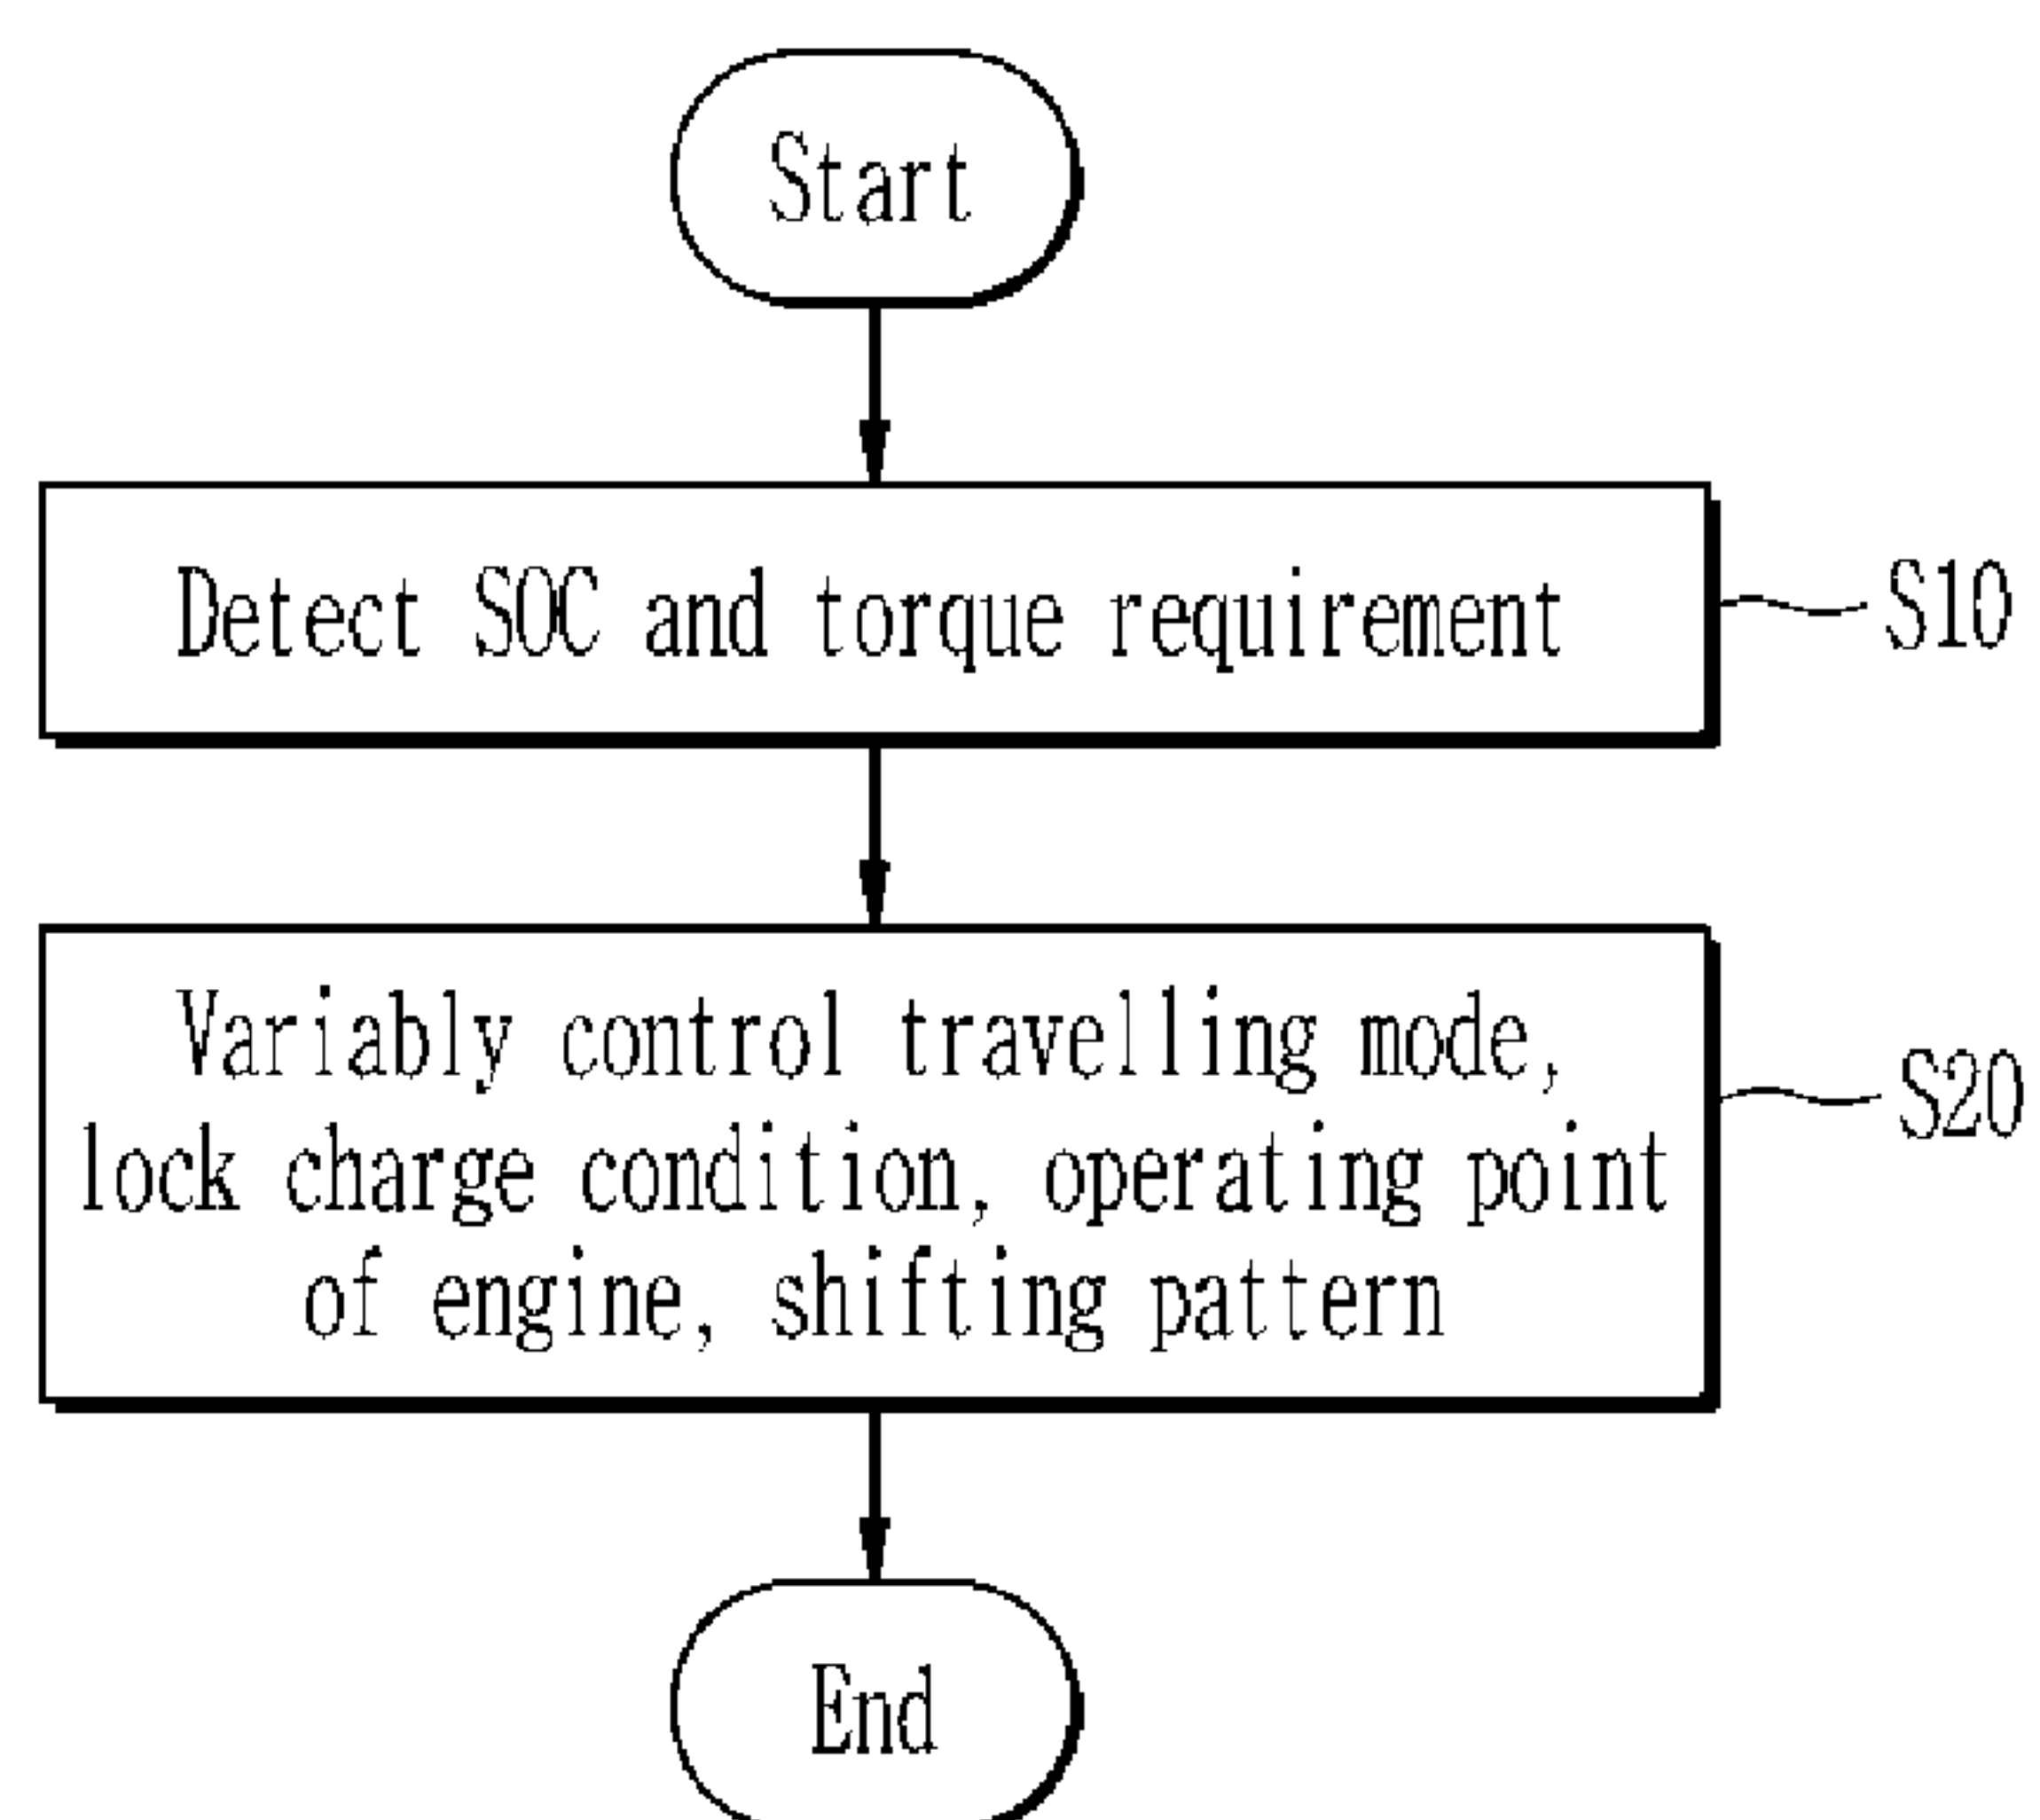 Start
Detect SOC and torque requirement
S10
Variably control travelling mode,
lock charge condition, operating point
of engine, shifting pattern
S20
End